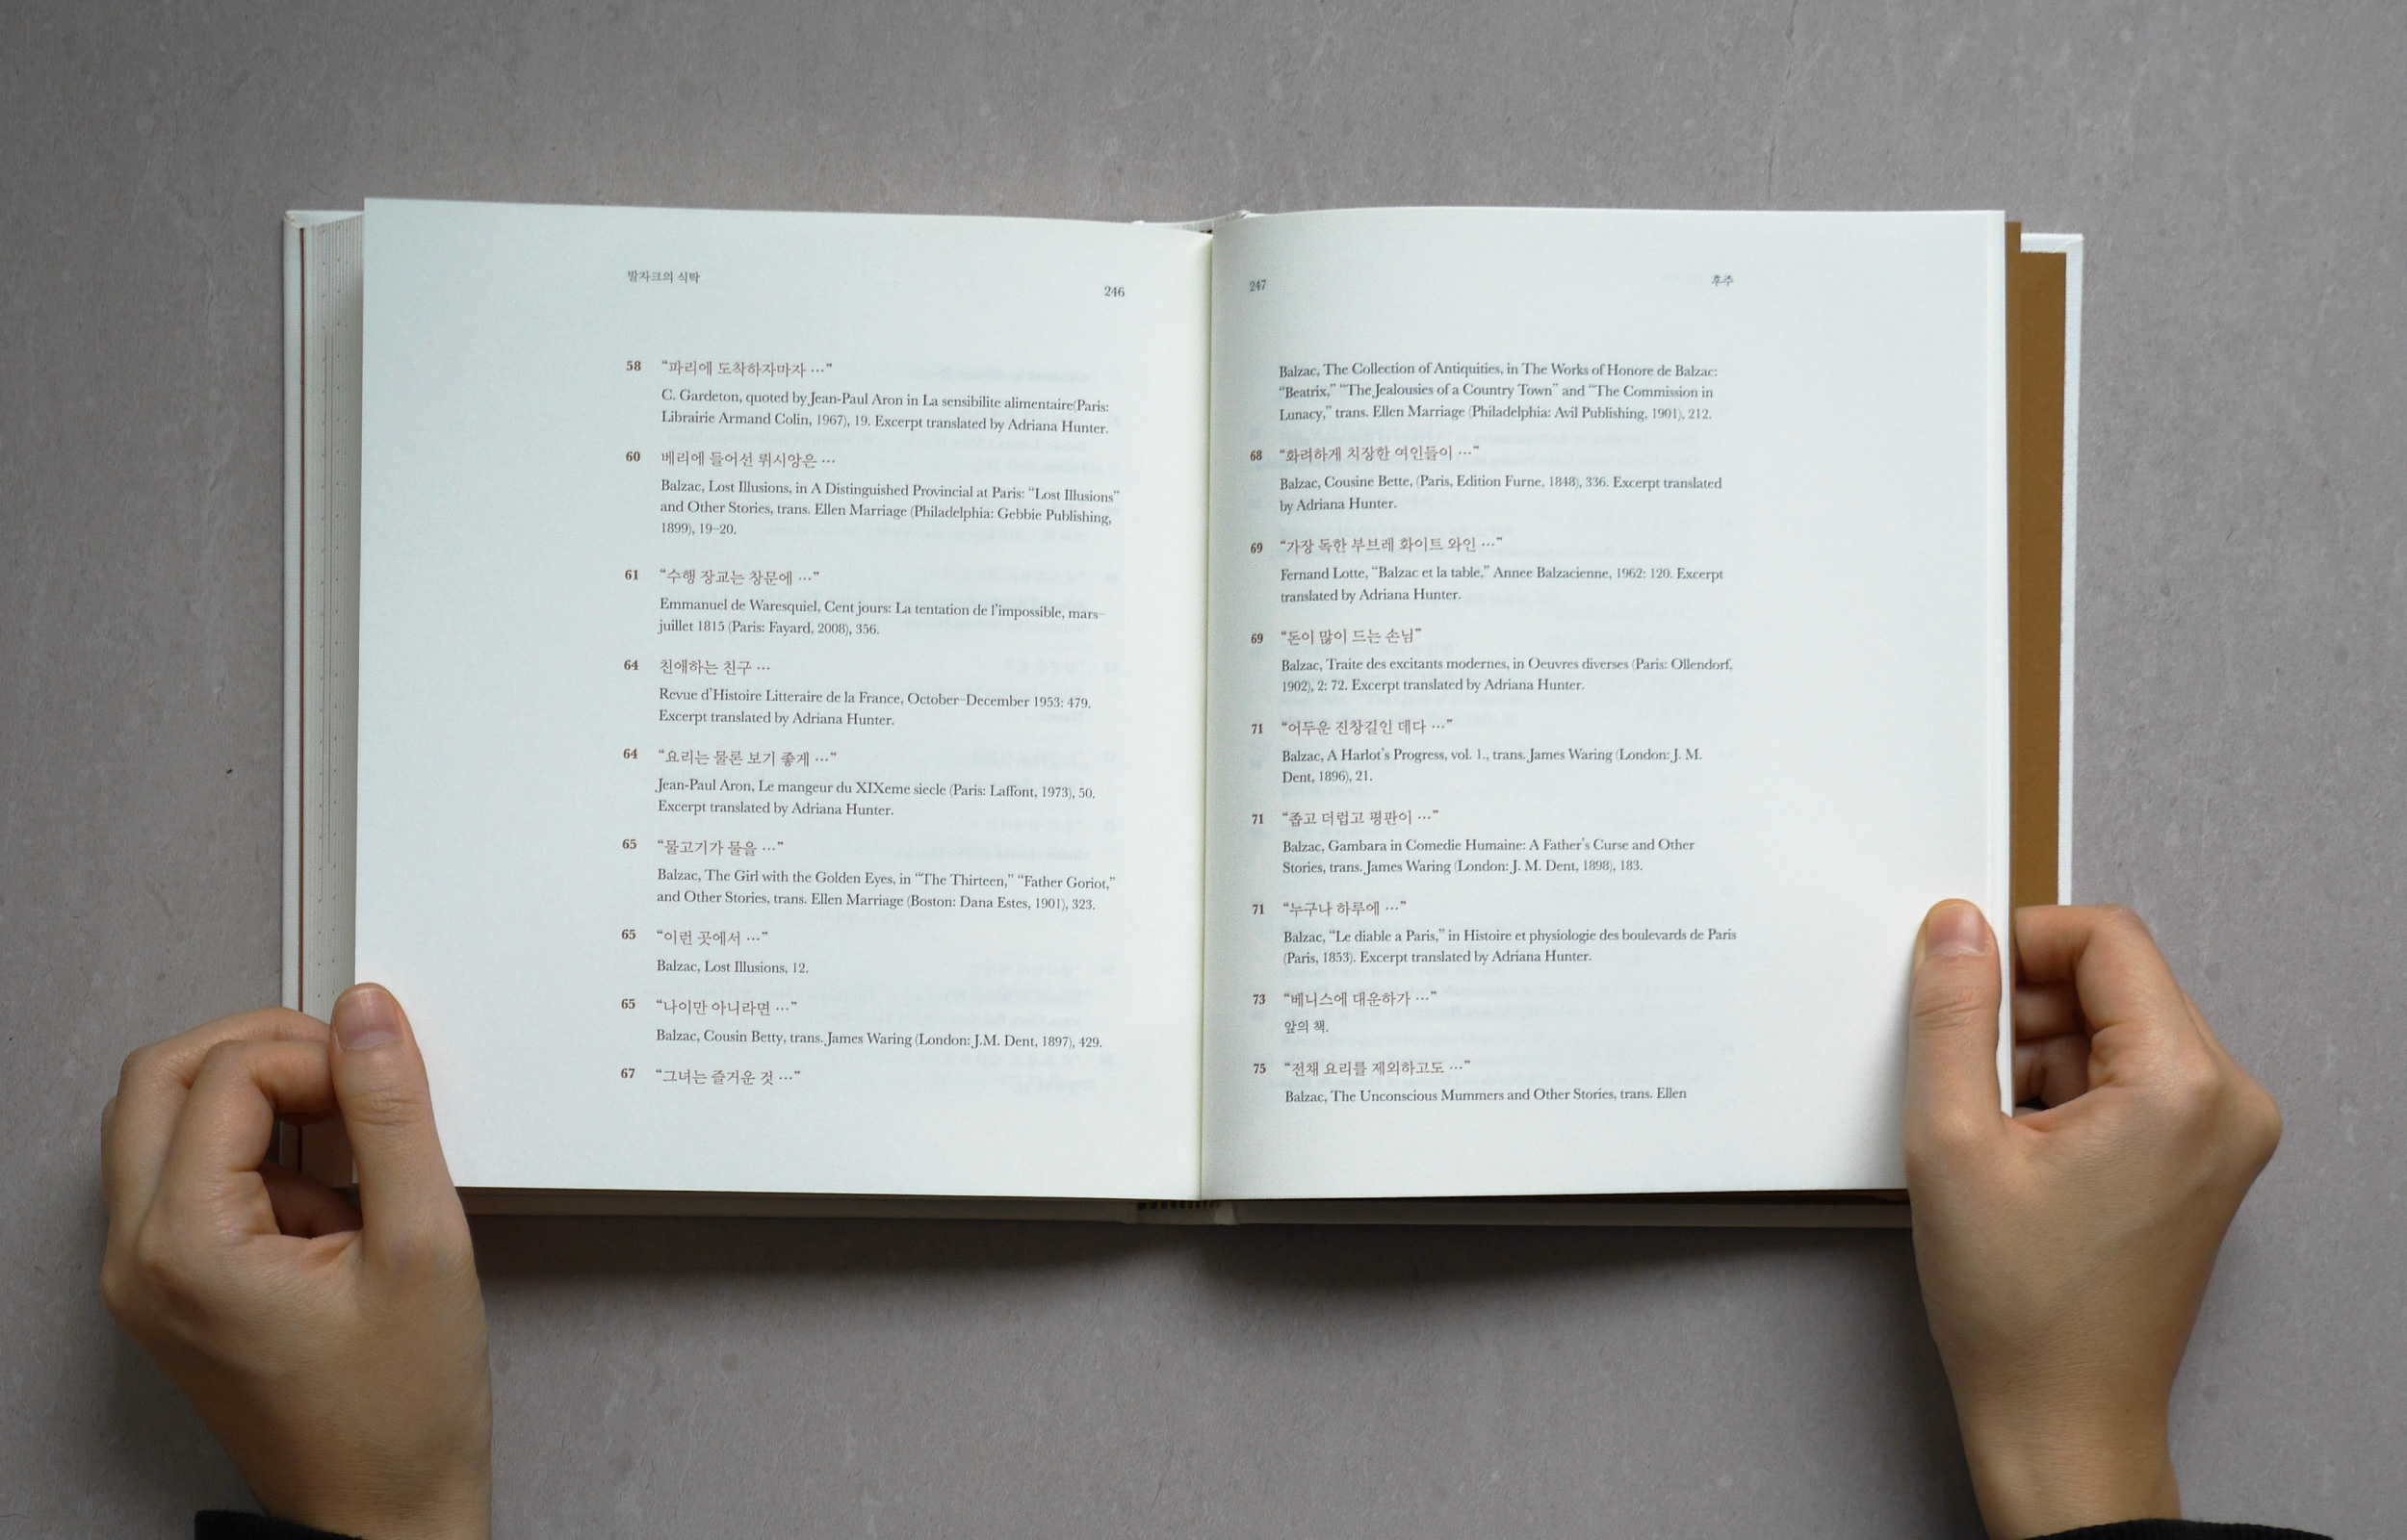 발자크의 식탁
246
58 “파리에 도착하자마자 …”
C. Gardeton, quoted by Jean-Paul Aron in La sensibilite alimentaire(Paris:
Librairie Armand Colin, 1967), 19. Excerpt translated by Adriana Hunter.
60 베리에 들어선 뤼시앙은 …
Balzac, Lost Illusions, in A Distinguished Provincial at Paris: “Lost Illusions”
and Other Stories, trans. Ellen Marriage (Philadelphia: Gebbie Publishing,
1899), 19–20.
61 “수행 장교는 창문에 …”
Emmanuel de Waresquiel, Cent jours: La tentation de l’impossible, mars–
juillet 1815 (Paris: Fayard, 2008), 356.
64 친애하는 친구 …
Revue d’Histoire Litteraire de la France, October–December 1953: 479.
Excerpt translated by Adriana Hunter.
64 “요리는 물론 보기 좋게 …”
Jean-Paul Aron, Le mangeur du XIXeme siecle (Paris: Laffont, 1973), 50.
Excerpt translated by Adriana Hunter.
65 “물고기가 물을 …”
Balzac, The Girl with the Golden Eyes, in “The Thirteen,” “Father Goriot,”
and Other Stories, trans. Ellen Marriage (Boston: Dana Estes, 1901), 323.
65 “이런 곳에서 …”
Balzac, Lost Illusions, 12.
65 “나이만 아니라면 …”
Balzac, Cousin Betty, trans. James Waring (London: J.M. Dent, 1897), 429.
67 “그녀는 즐거운 것 …”
247
후주
Balzac, The Collection of Antiquities, in The Works of Honore de Balzac:
“Beatrix,” “The Jealousies of a Country Town” and “The Commission in
Lunacy,” trans. Ellen Marriage (Philadelphia: Avil Publishing, 1901), 212.
68 “화려하게 치장한 여인들이 …”
Balzac, Cousine Bette, (Paris, Edition Furne, 1848), 336. Excerpt translated
by Adriana Hunter.
69 “가장 독한 부브레 화이트 와인 …”
Fernand Lotte, “Balzac et la table,” Annee Balzacienne, 1962: 120. Excerpt
translated by Adriana Hunter.
69 “돈이 많이 드는 손님”
Balzac, Traite des excitants modernes, in Oeuvres diverses (Paris: Ollendorf,
1902), 2: 72. Excerpt translated by Adriana Hunter.
71 “어두운 진창길인 데다 …”
Balzac, A Harlot’s Progress, vol. 1., trans. James Waring (London: J. M.
Dent, 1896), 21.
71 “좁고 더럽고 평판이 …”
Balzac, Gambara in Comedie Humaine: A Father’s Curse and Other
Stories, trans. James Waring (London: J. M. Dent, 1898), 183.
71 “누구나 하루에 …”
Balzac, “Le diable a Paris,” in Histoire et physiologie des boulevards de Paris
(Paris, 1853). Excerpt translated by Adriana Hunter.
73 “베니스에 대운하가 …”
앞의 책.
75 “전채 요리를 제외하고도 …”
Balzac, The Unconscious Mummers and Other Stories, trans. Ellen